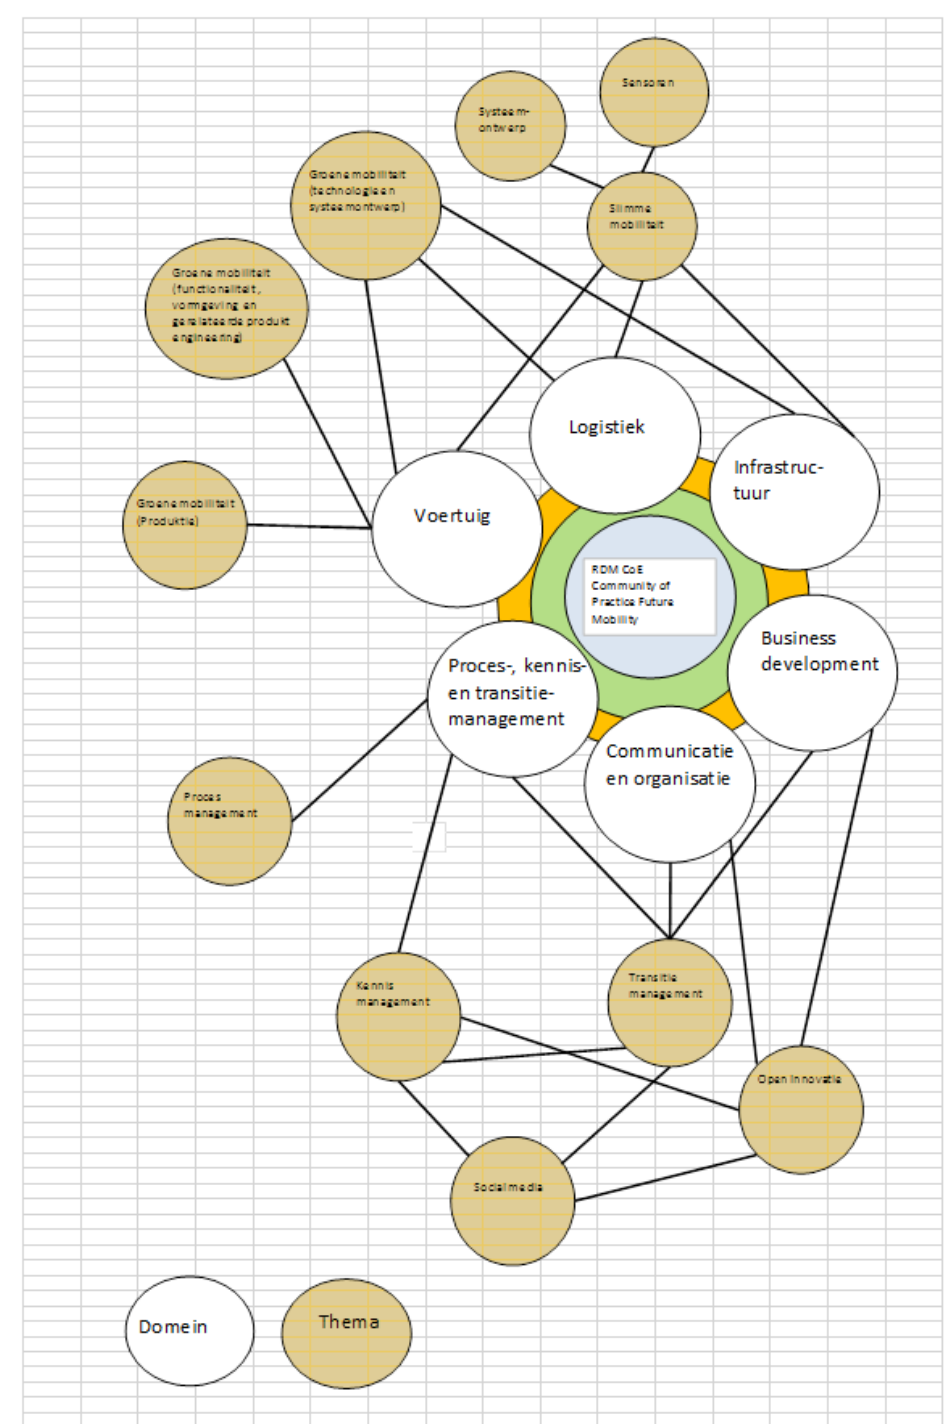 Sensoren
Systeem-
ontwerp
Groene mobiliteit
(technologie en
systeemontwerp)
Slimme
mobiliteit
Groene mobiliteit
(functionaliteit,
vormgeving en
gerelateerde produkt
engineering)
Logistiek
Infrastruc-
tuur
Groene mobiliteit
(Produktie)
Voertuig
RDM CoE
Community of
Practice Future
Mobility
Business
development
Proces-, kennis-
en transitie-
management
Communicatie
en organisatie
Proces
management
Kennis
management
Transitie
management
Open Innovatie
Social media
Domein
Thema